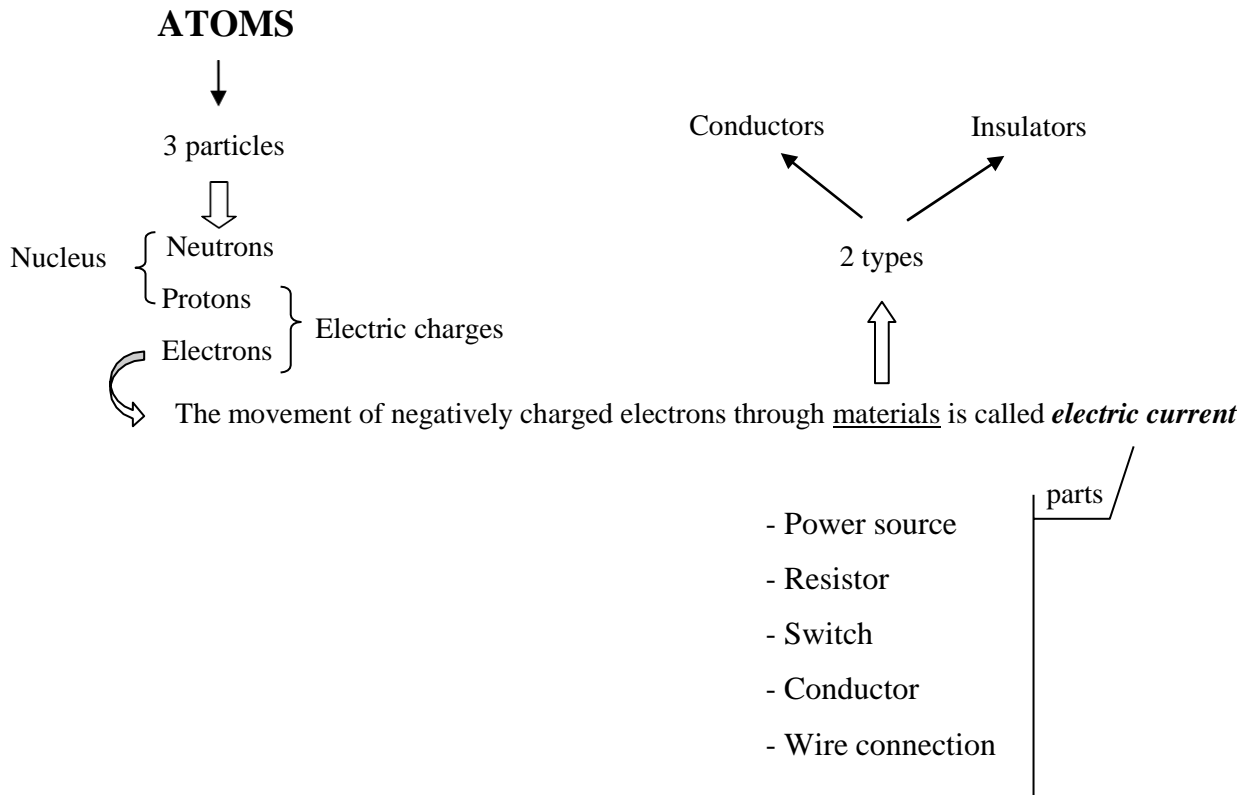 ATOMS
3 particles
Nucleus
Neutrons
Protons
Electrons
Electric charges
Conductors
Insulators
2 types
The movement of negatively charged electrons through materials is called electric current
parts
- Power source
- Resistor
- Switch
- Conductor
- Wire connection